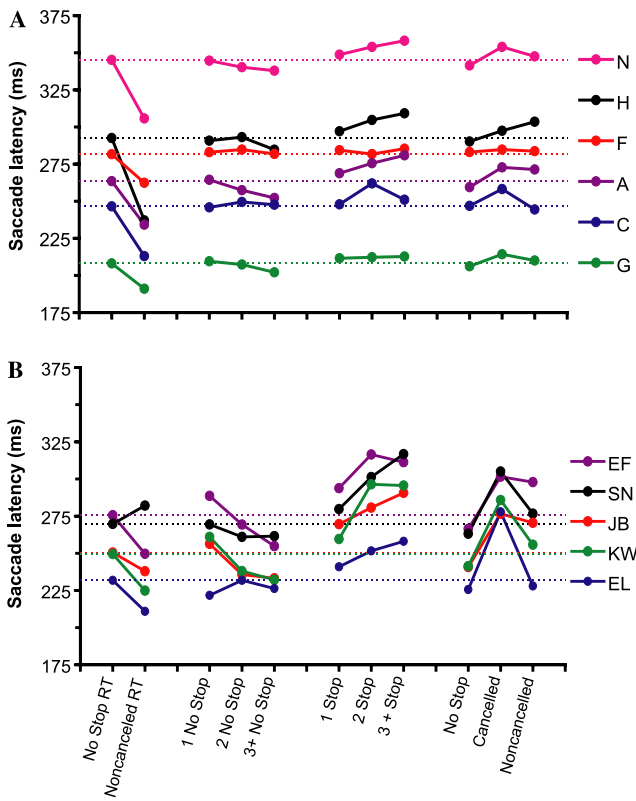 A
Saccade latency (ms)
375
325
275
225
175
N
H
F
A
C
G
B
Saccade latency (ms)
375
325
275
225
175
EF
SN
JB
KW
EL
No Stop RT
Noncanceled RT
1 No Stop
2 No Stop
3+ No Stop
1 Stop
2 Stop
3 + Stop
No Stop
Cancelled
Noncancelled